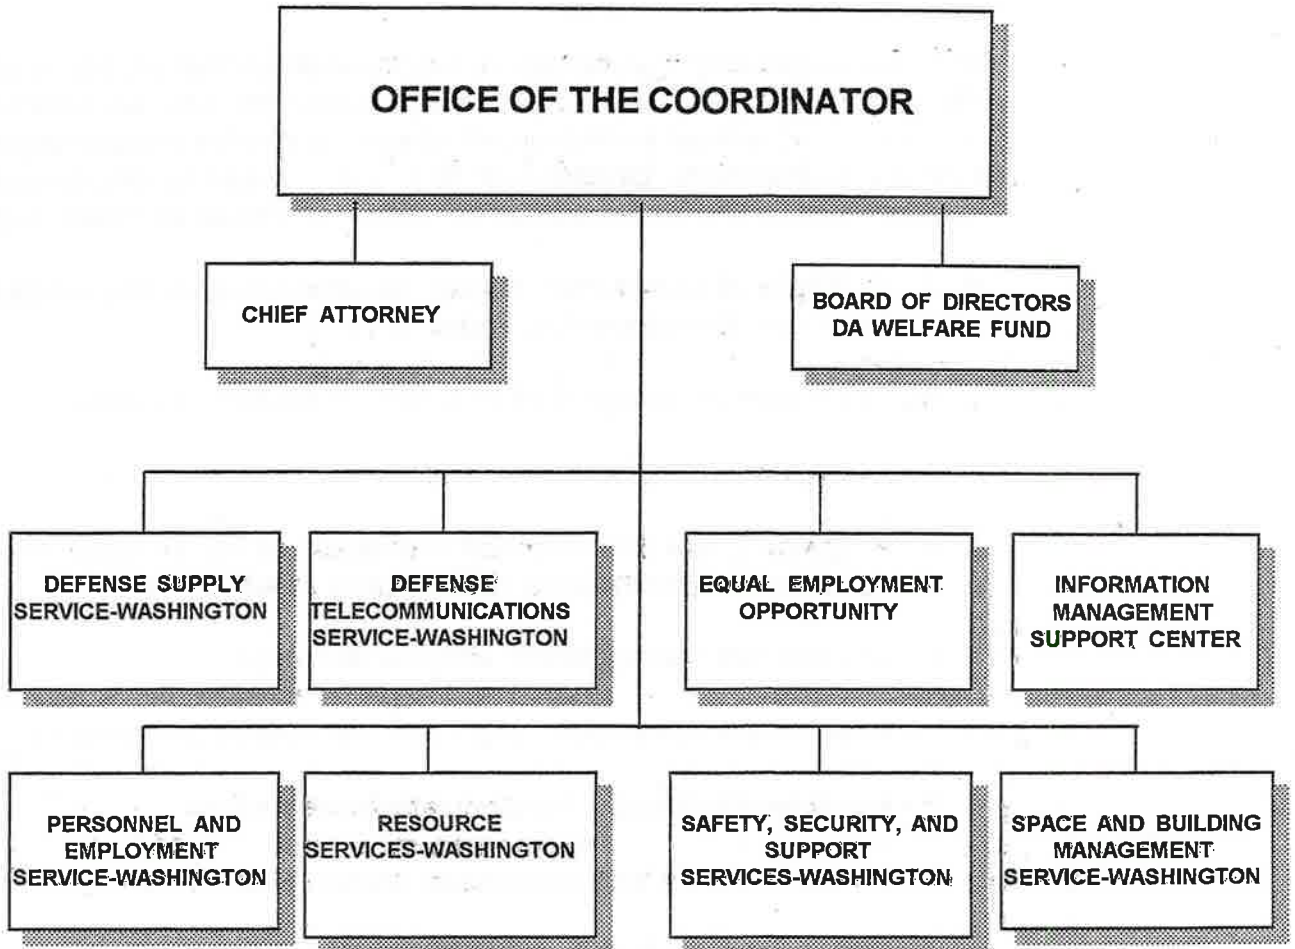 OFFICE OF THE COORDINATOR
CHIEF ATTORNEY
BOARD OF DIRECTORS
DA WELFARE FUND
DEFENSE SUPPLY
SERVICE-WASHINGTON
DEFENSE
TELECOMMUNICATIONS
SERVICE-WASHINGTON
EQUAL EMPLOYMENT
OPPORTUNITY
INFORMATION
MANAGEMENT
SUPPORT CENTER
PERSONNEL AND
EMPLOYMENT
SERVICE-WASHINGTON
RESOURCE
SERVICES-WASHINGTON
SAFETY, SECURITY, AND
SUPPORT
SERVICES-WASHINGTON
SPACE AND BUILDING
MANAGEMENT
SERVICE-WASHINGTON